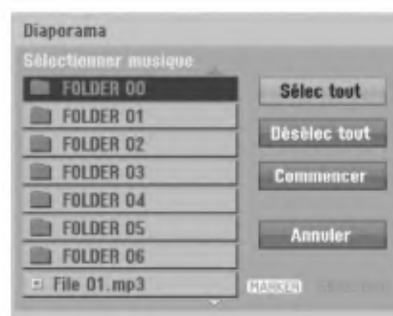 Diaporama
Sélectionner musique
FOLDER 00
FOLDER 01
FOLDER 02
FOLDER 03
FOLDER 04
FOLDER 05
FOLDER 06
File 01.mp3
Sélec tout
Désélec tout
Commencer
Annuler
MARKER